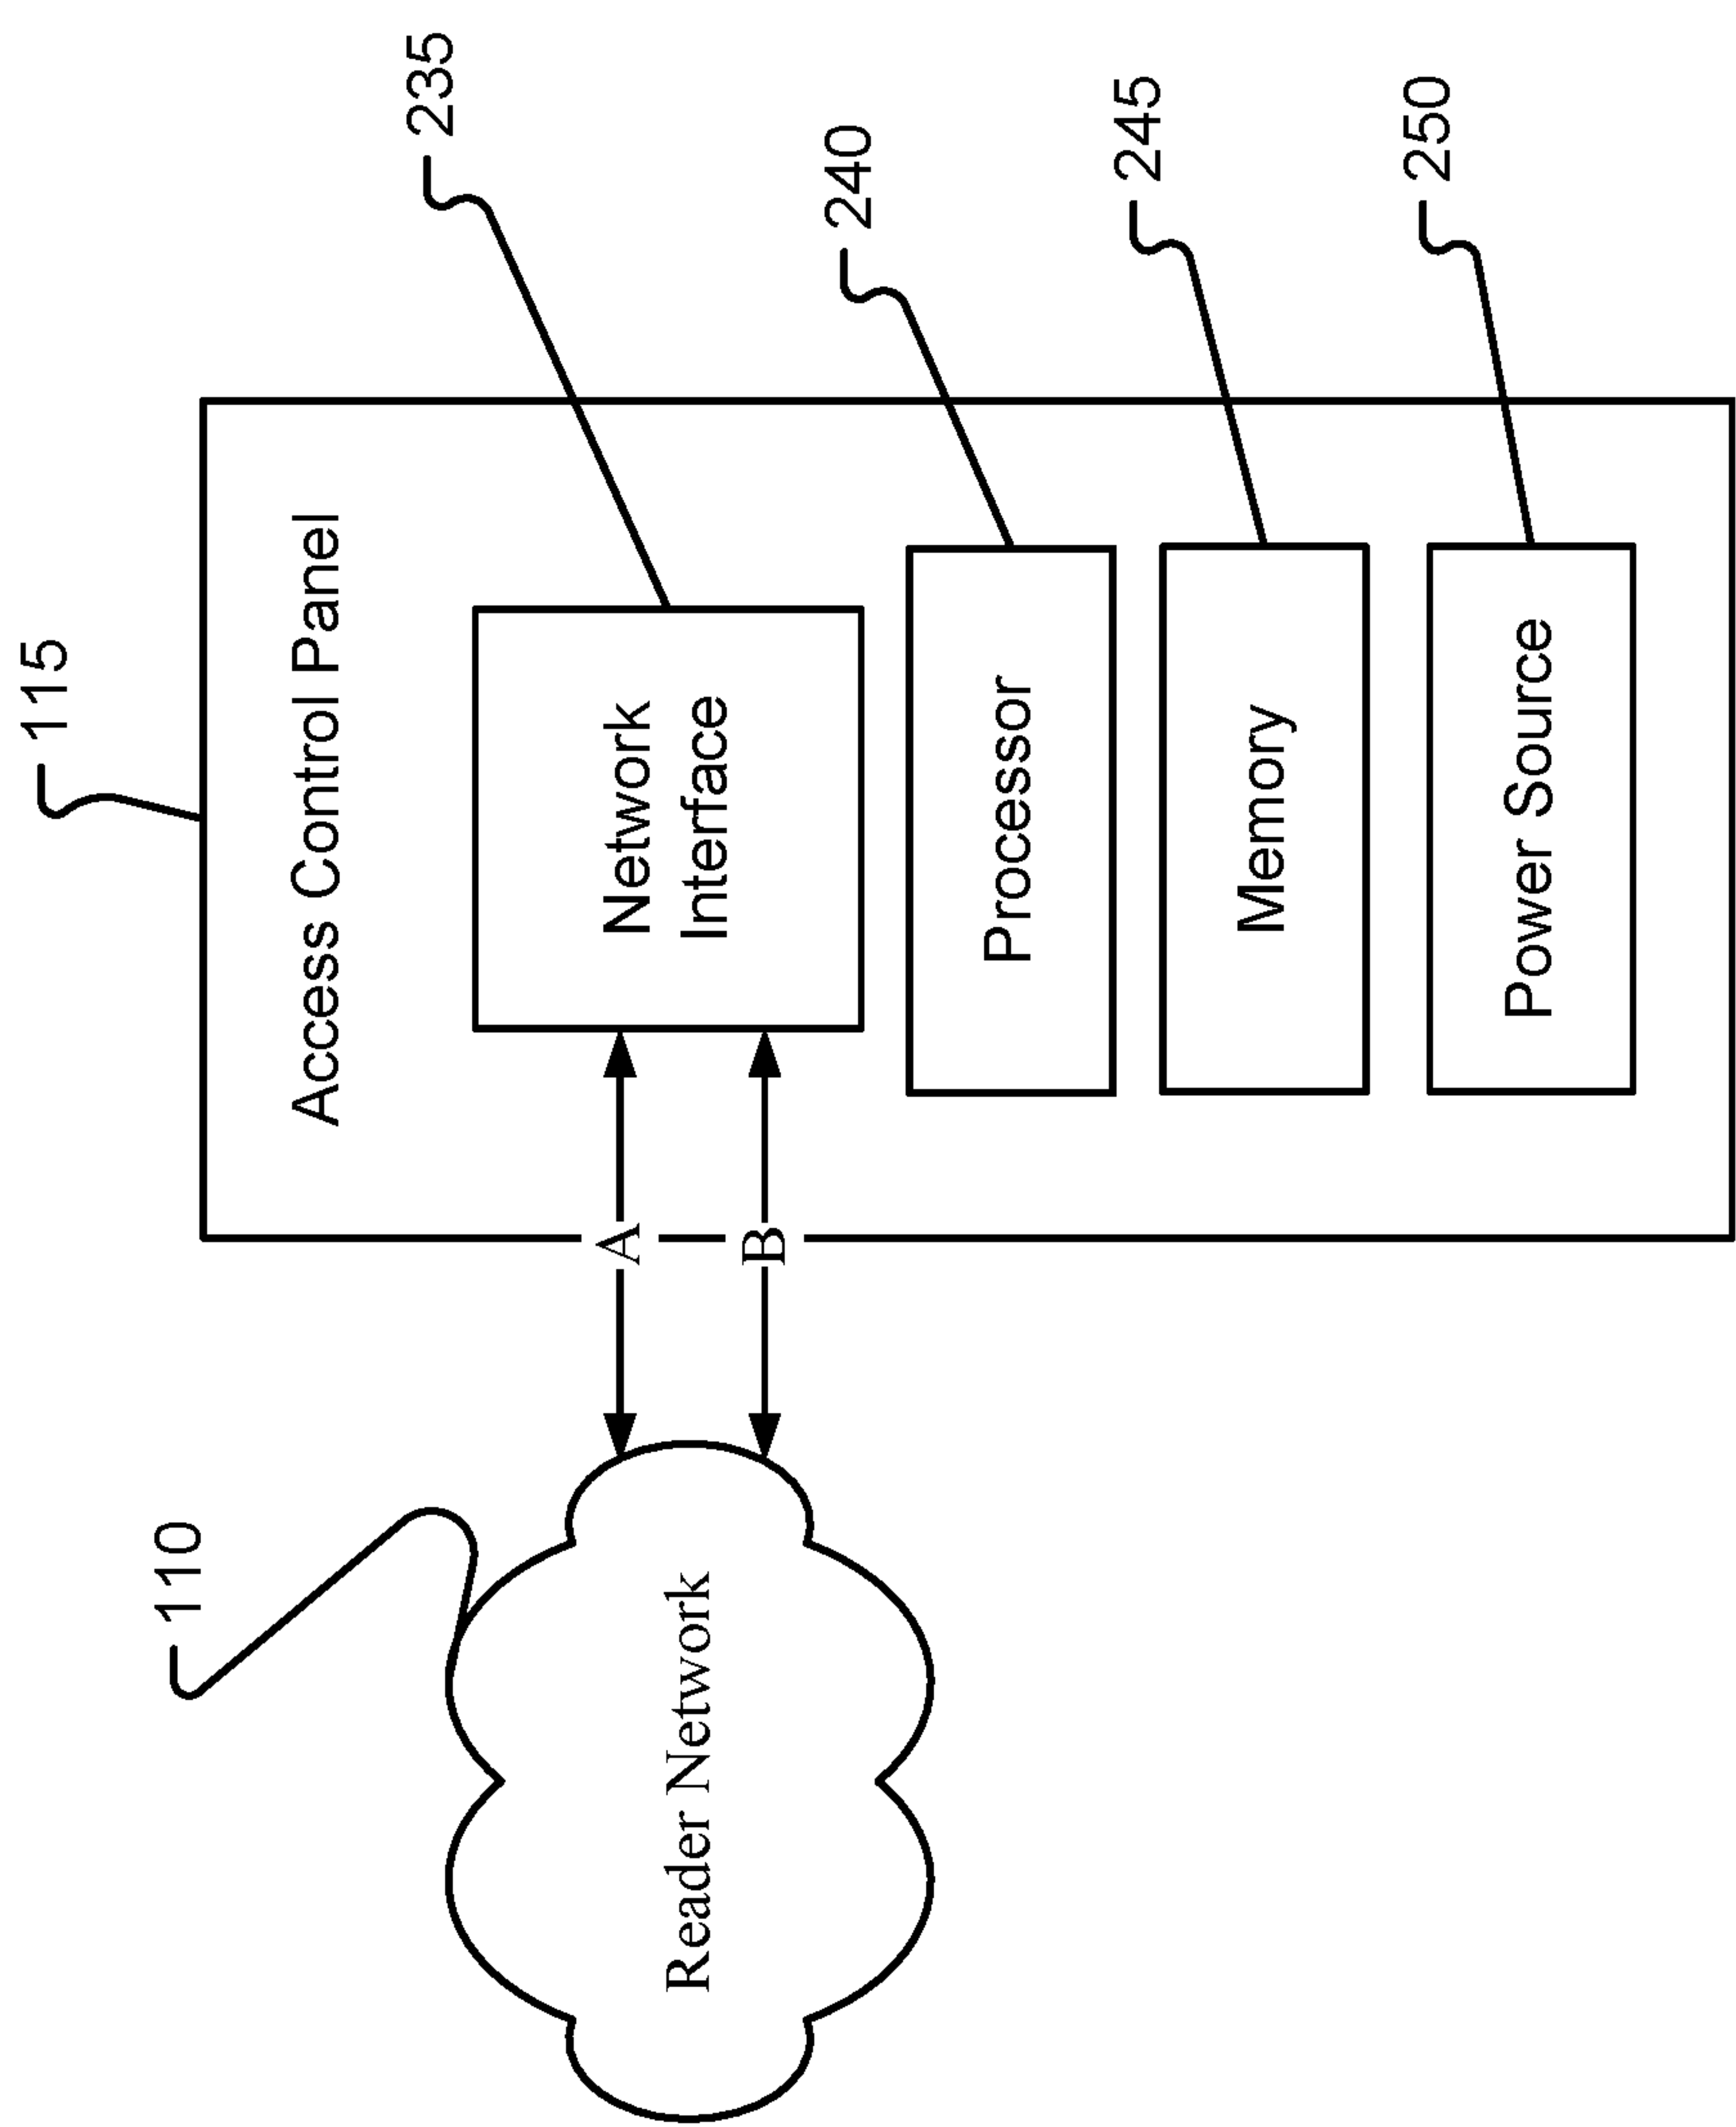 115
Access Control Panel
235
Network
Interface
110
A
B
Reader Network
240
Processor
245
Memory
250
Power Source